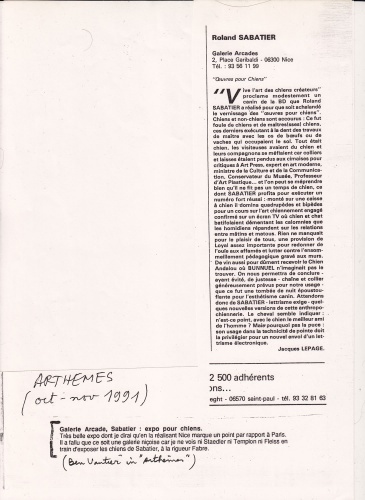 Roland SABATIER
Galerie Arcades
2, Place Garibaldi - 06300 Nice
Tél. : 93 56 11 99
"Œuvres pour Chiens"
"Vive l'art des chiens créateurs"
proclame modestement un
canin de la BD que Roland
SABATIER a réalisé pour que soit schelandé
le vernissage des "œuvres pour chiens".
Chiens et non-chiens sont accourus : Ce fut
foule de chiens et de maîtres(sses) chiens,
ces derniers exécutant à la dent des travaux
de maître avec les os de bœufs ou de
vaches qui occupaient le sol. Tout était
chien, les visiteuses avaient du chien et
leurs compagnons se méfiaient car colliers
et laisses étaient pendus aux cimaises pour
critiques à Art Press, expert en art moderne,
ministre de la Culture et de la Communica-
tion, Conservateur du Musée, Professeur
d'Art Plastique... et l'on peut se méprendre
bien qu'il ne fit pas un temps de chien, ce
dont SABATIER profita pour exécuter un
numéro fort réussi : monté sur une caisse
à chien il domina quadrupèdes et bipèdes
pour un cours sur l'art chiennement engagé
confirmé sur un écran TV où chien et chat
batifolaient démentant les calomnies que
les homidiens répandent sur les relations
entre mâtins et matous. Rien ne manquait
pour le plaisir de tous, une provision de
Loyal assez importante pour redonner de
l'ouïe aux affamés et lutter contre l'ensom-
meillement pédagogique gravé aux murs.
De vin aussi pour dûment recevoir le Chien
Andalou où BUNNUEL n'imaginait pas le
trouver. On nous permettra de conclure -
ayant évité, de justesse - chaîne et collier
généreusement prévus pour notre usage -
que ce fut une tombée de nuit époustou-
flante pour l'esthétisme canin. Attendons
donc de SABATIER - lettrisme exige - quel-
ques nouvelles versions de cette anthropo-
chiennerie. Le cheval semble indiquer :
n'est-ce point, avec le chien le meilleur ami
de l'homme ? Mais pourquoi pas la puce :
son usage dans la technicité de pointe doit
la privilégier pour un nouvel envol d'un let-
trisme électronique.
Jacques LEPAGE.
2 500 adhérents
ons...
eght - 06570 saint-paul - tél. 93 32 81 63
ARTHEMES
(oct - nov 1991)
Galerie Arcade, Sabatier : expo pour chiens.
Très belle expo dont je dirai qu'en la réalisant Nice marque un point par rapport à Paris.
Il a fallu que ce soit une galerie niçoise car je ne vois ni Stadler ni Templon ni Fleiss en
train d'exposer les chiens de Sabatier, à la rigueur Fabre.
(Ben Vautier in "arthèmes")